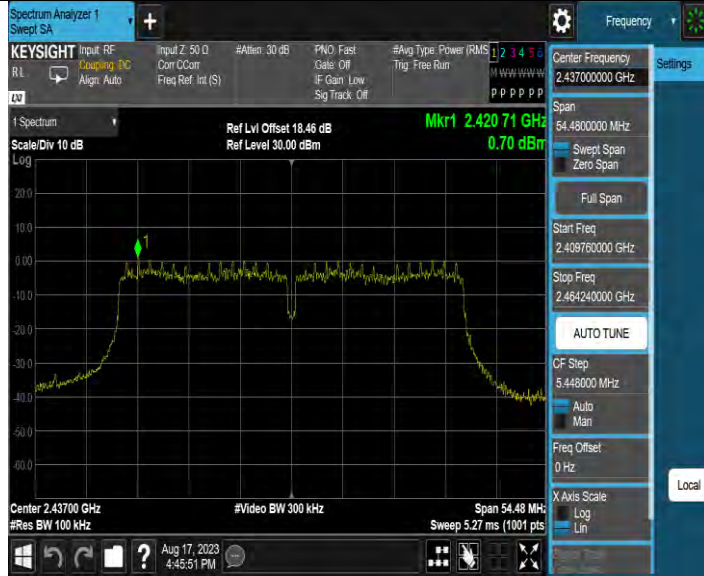 Spectrum Analyzer 1
Swept SA
+
Frequency
KEYSIGHT
RL
LXI
Input: RF
Coupling: DC
Align: Auto
Input Z: 50 Ω
Corr CCorr
Freq Ref: Int (S)
#Atten: 30 dB
PNO: Fast
Gate: Off
IF Gain: Low
Sig Track: Off
#Avg Type: Power (RMS
Trig: Free Run
1 2 3 4 5 6
M W W W W W
P P P P P P
Settings
1 Spectrum
Scale/Div 10 dB
Ref Lvl Offset 18.46 dB
Ref Level 30.00 dBm
Mkr1 2.420 71 GHz
0.70 dBm
Log
20.0
10.0
0.00
-10.0
-20.0
-30.0
-40.0
-50.0
-60.0
1
Center 2.43700 GHz
#Res BW 100 kHz
#Video BW 300 kHz
Span 54.48 MHz
Sweep 5.27 ms (1001 pts
Center Frequency
2.437000000 GHz
Span
54.4800000 MHz
Swept Span
Zero Span
Full Span
Start Freq
2.409760000 GHz
Stop Freq
2.464240000 GHz
AUTO TUNE
CF Step
5.448000 MHz
Auto
Man
Freq Offset
0 Hz
X Axis Scale
Log
Lin
Local
?
Aug 17, 2023
4:45:51 PM